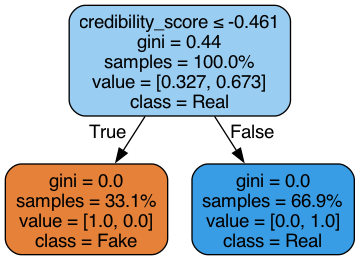 credibility_score ≤ -0.461
gini = 0.44
samples = 100.0%
value = [0.327, 0.673]
class = Real
True
False
gini = 0.0
samples = 33.1%
value = [1.0, 0.0]
class = Fake
gini = 0.0
samples = 66.9%
value = [0.0, 1.0]
class = Real